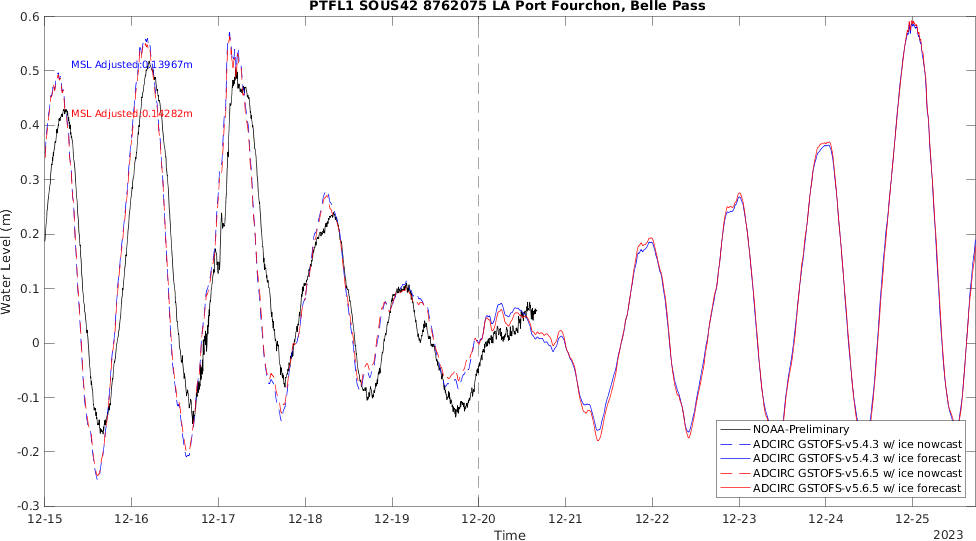 PTFL1 SOUS42 8762075 LA Port Fourchon, Belle Pass
0.6
0.5
0.4
0.3
0.2
0.1
0
-0.1
-0.2
-0.3
Water Level (m)
MSL Adjusted:0.13967m
MSL Adjusted:0.14282m
NOAA-Preliminary
ADCIRC GSTOFS-v5.4.3 w/ ice nowcast
ADCIRC GSTOFS-v5.4.3 w/ ice forecast
ADCIRC GSTOFS-v5.6.5 w/ ice nowcast
ADCIRC GSTOFS-v5.6.5 w/ ice forecast
12-15 12-16 12-17 12-18 12-19 12-20 12-21 12-22 12-23 12-24 12-25
Time
2023